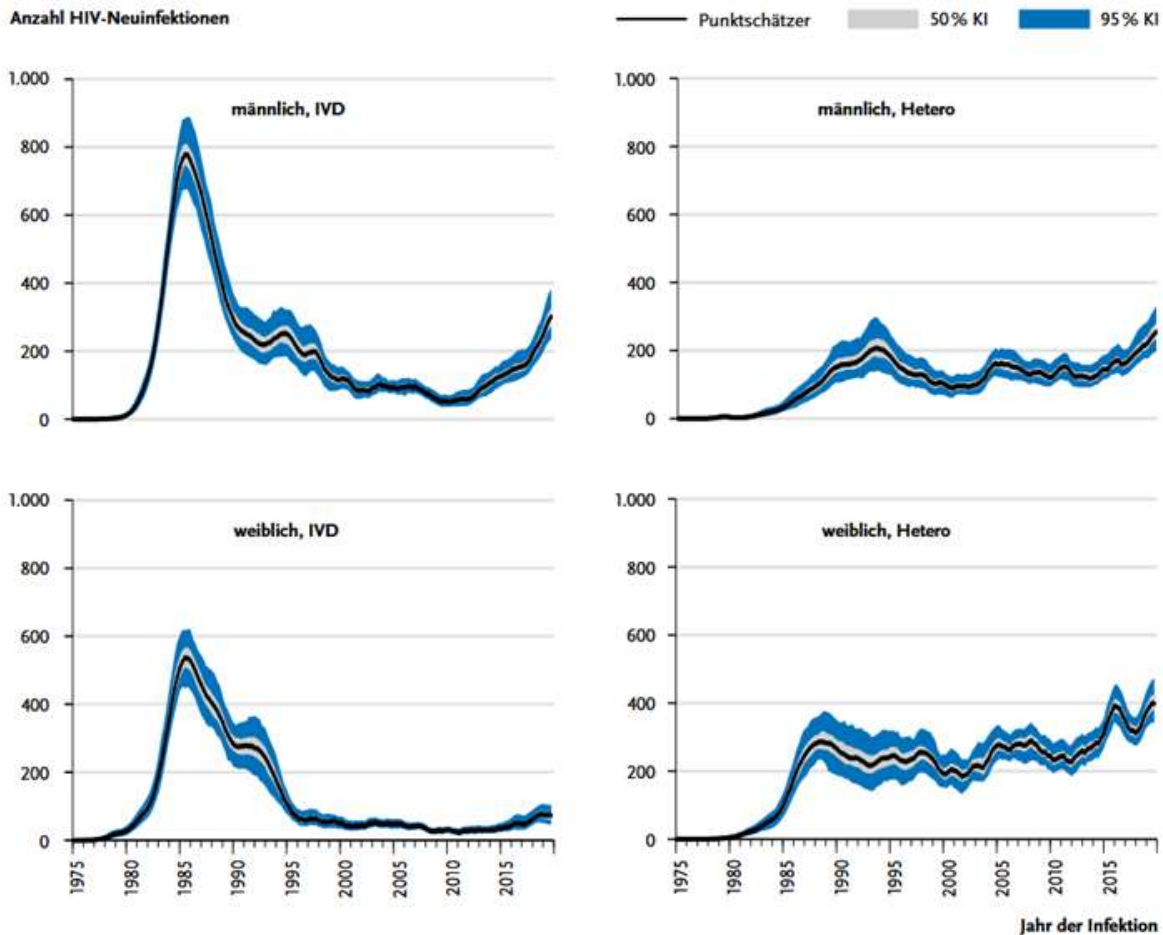 Anzahl HIV-Neuinfektionen
Punktschätzer 50 % KI 95 % KI
männlich, IVD
1.000
800
600
400
200
0
männlich, Hetero
1.000
800
600
400
200
0
weiblich, IVD
1.000
800
600
400
200
0
1975 1980 1985 1990 1995 2000 2005 2010 2015
weiblich, Hetero
1.000
800
600
400
200
0
1975 1980 1985 1990 1995 2000 2005 2010 2015
Jahr der Infektion